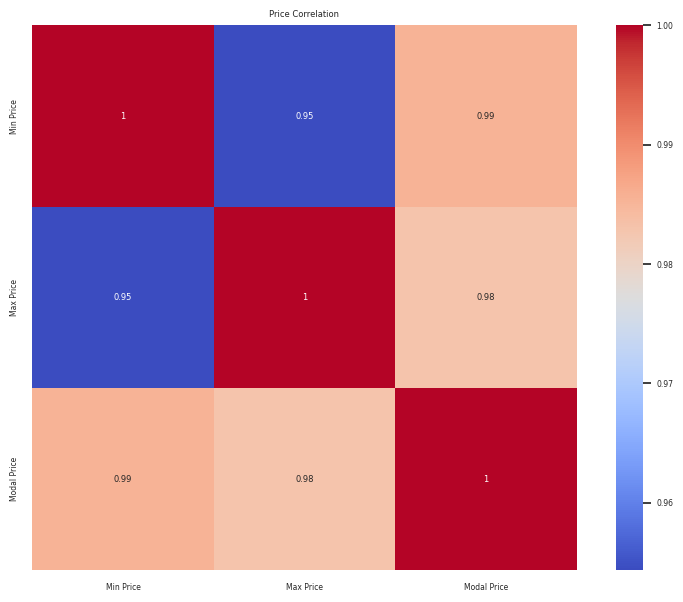 Price Correlation
Min Price
1
0.95
0.99
Max Price
0.95
1
0.98
Modal Price
0.99
0.98
1
Min Price
Max Price
Modal Price
1.00
0.99
0.98
0.97
0.96